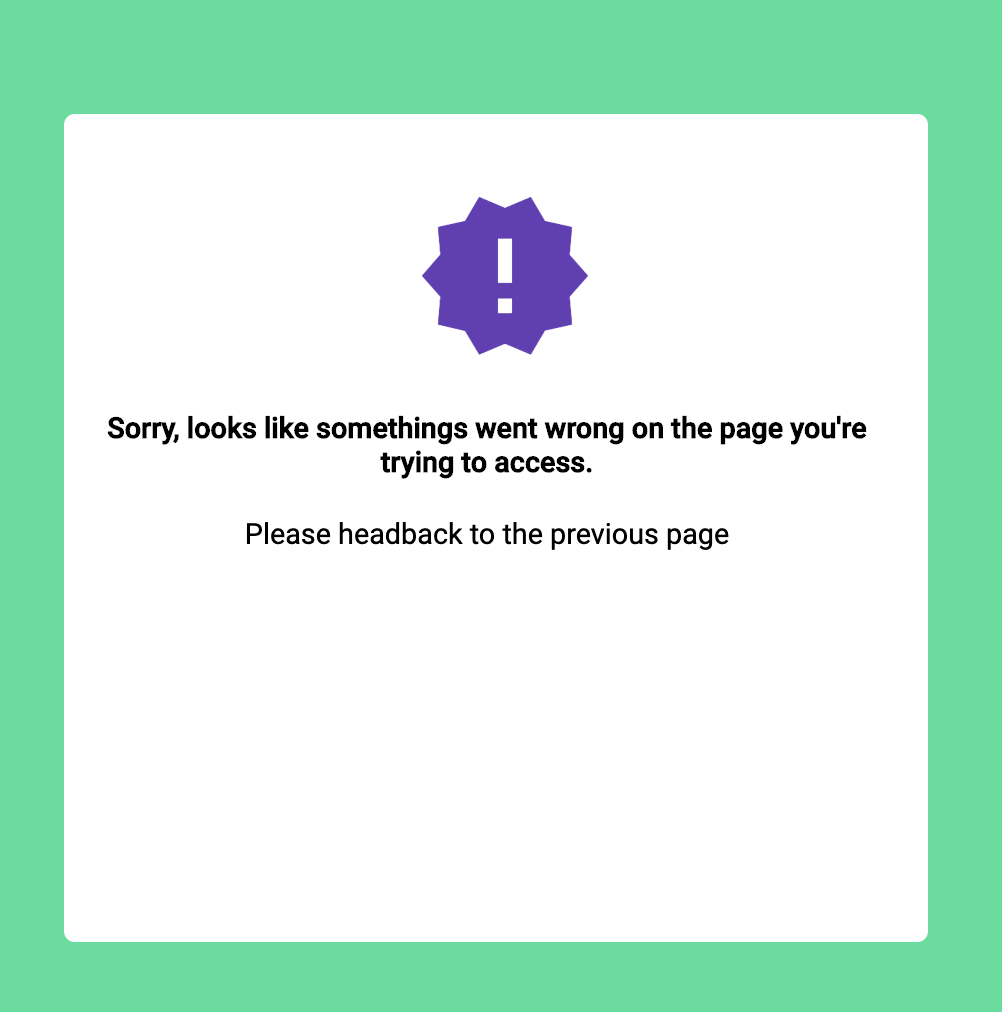 Sorry, looks like somethings went wrong on the page you're
trying to access.
Please headback to the previous page